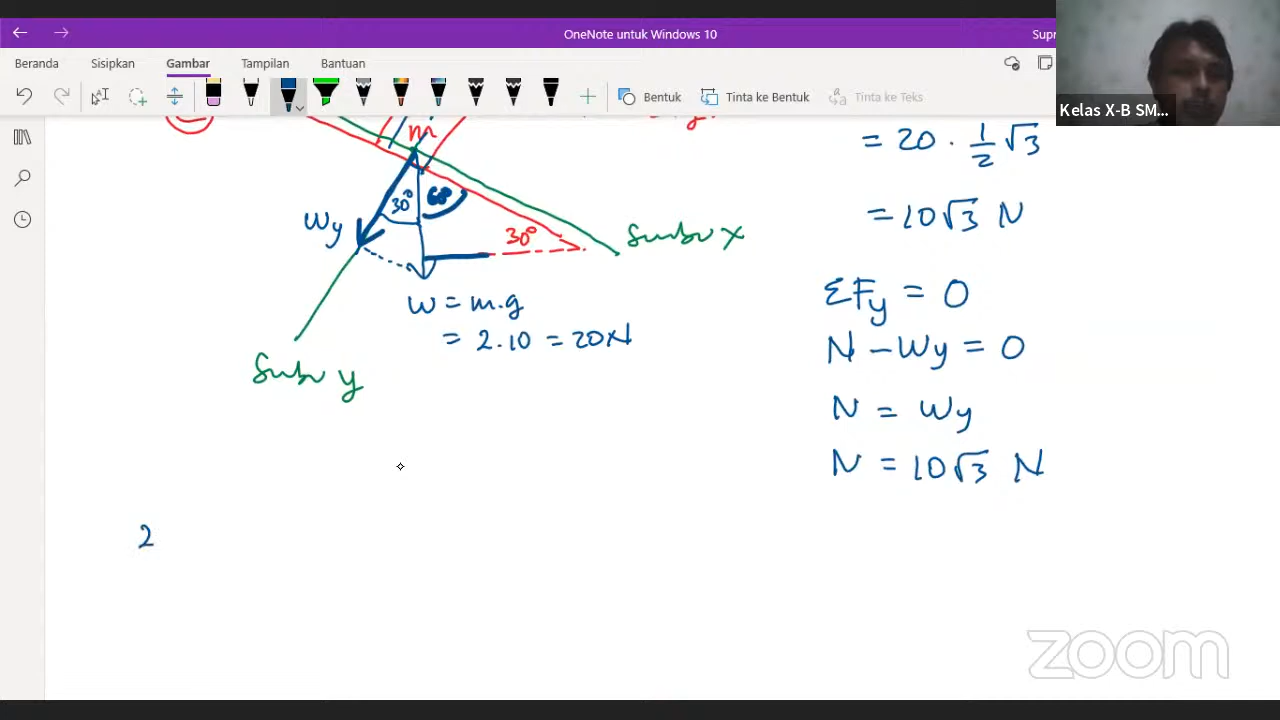 OneNote untuk Windows 10
Supr
Beranda
Sisipkan
Gambar
Tampilan
Bantuan
Bentuk
Tinta ke Bentuk
Tinta ke Teks
Kelas X-B SM...
m
30°
60°
Wy
30°
Sumbu X
W = m.g
= 2.10 = 20 N
Sumbu y
= 20 . 1/2 √3
= 10√3 N
ΣFy = 0
N - Wy = 0
N = Wy
N = 10√3 N
2
zoom